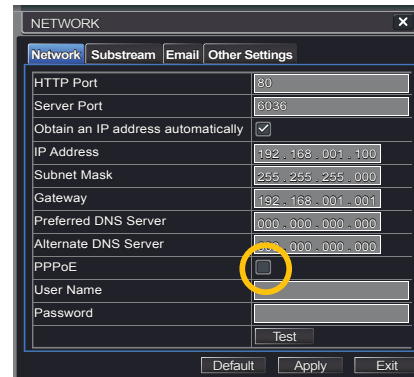 NETWORK X
Network Substream Email Other Settings
HTTP Port 80
Server Port 6036
Obtain an IP address automatically
IP Address 192 . 168 . 001 . 100
Subnet Mask 255 . 255 . 255 . 000
Gateway 192 . 168 . 001 . 001
Preferred DNS Server 000 . 000 . 000 . 000
Alternate DNS Server 000 . 000 . 000 . 000
PPPoE
User Name
Password
Test
Default Apply Exit